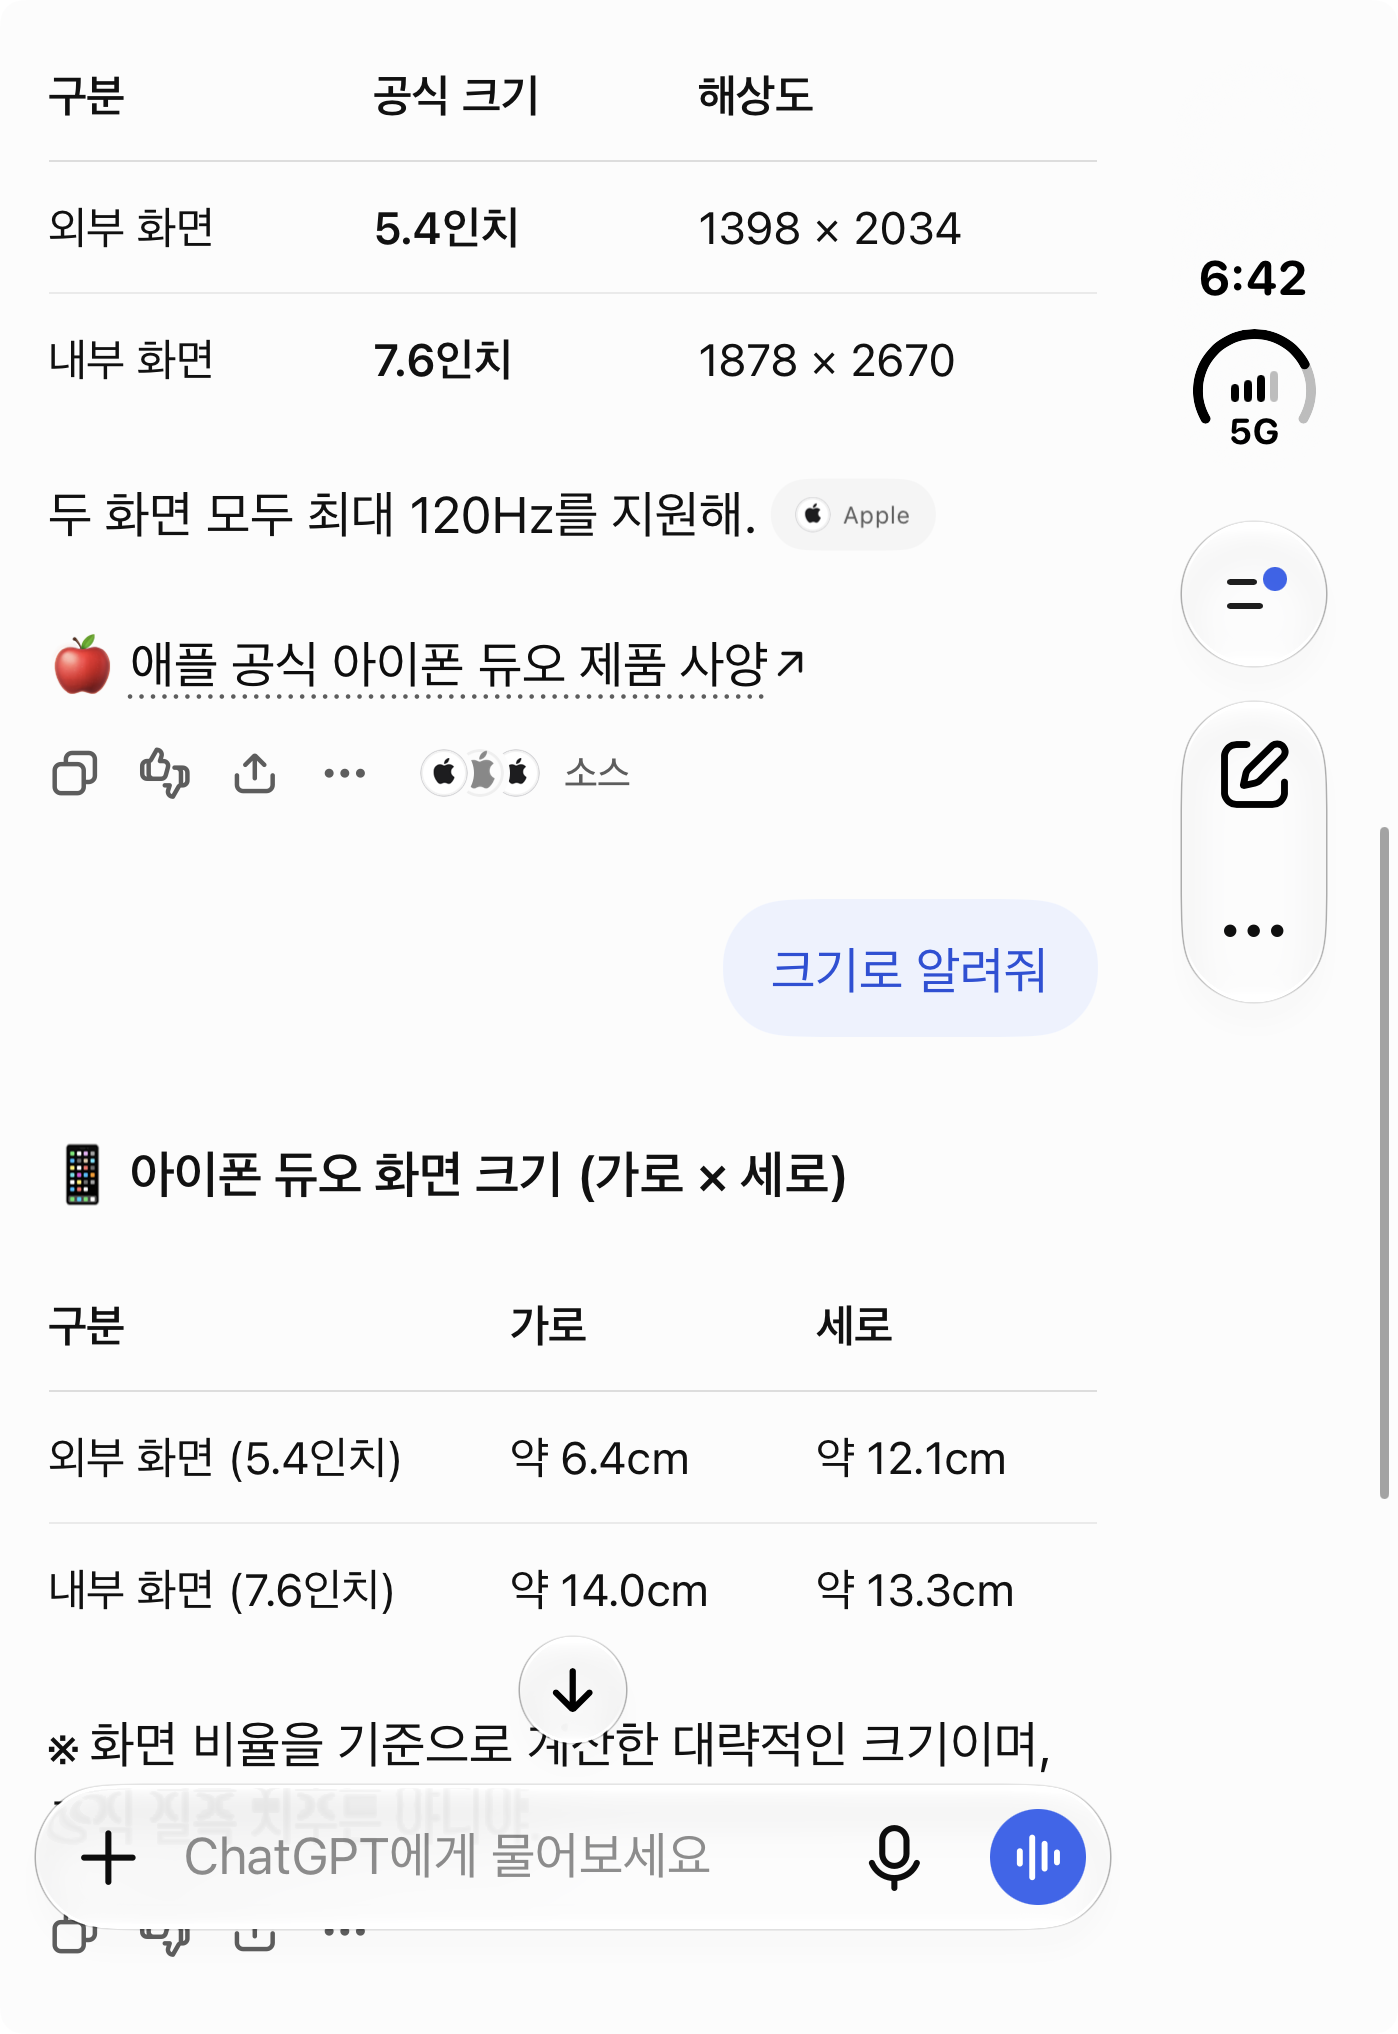 구분 공식 크기 해상도
외부 화면 5.4인치 1398 × 2034
내부 화면 7.6인치 1878 × 2670
두 화면 모두 최대 120Hz를 지원해. Apple
애플 공식 아이폰 듀오 제품 사양↗
소스
6:42
5G
크기로 알려줘
아이폰 듀오 화면 크기 (가로 × 세로)
구분 가로 세로
외부 화면 (5.4인치) 약 6.4cm 약 12.1cm
내부 화면 (7.6인치) 약 14.0cm 약 13.3cm
※ 화면 비율을 기준으로 계산한 대략적인 크기이며,
ChatGPT에게 물어보세요